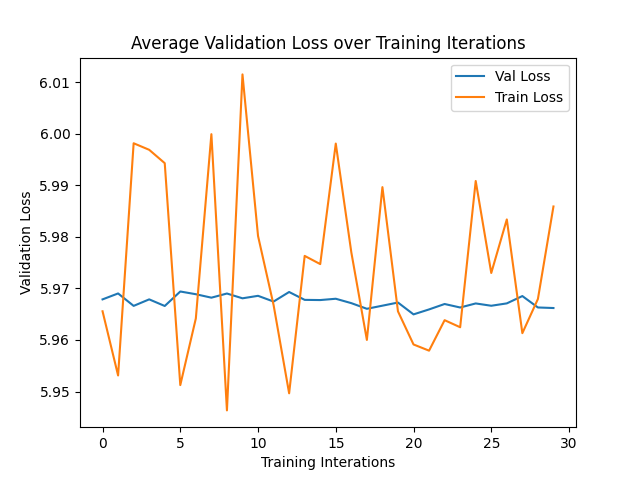 Average Validation Loss over Training Iterations
Val Loss
Train Loss
6.01
6.00
5.99
5.98
5.97
5.96
5.95
Validation Loss
0 5 10 15 20 25 30
Training Interations